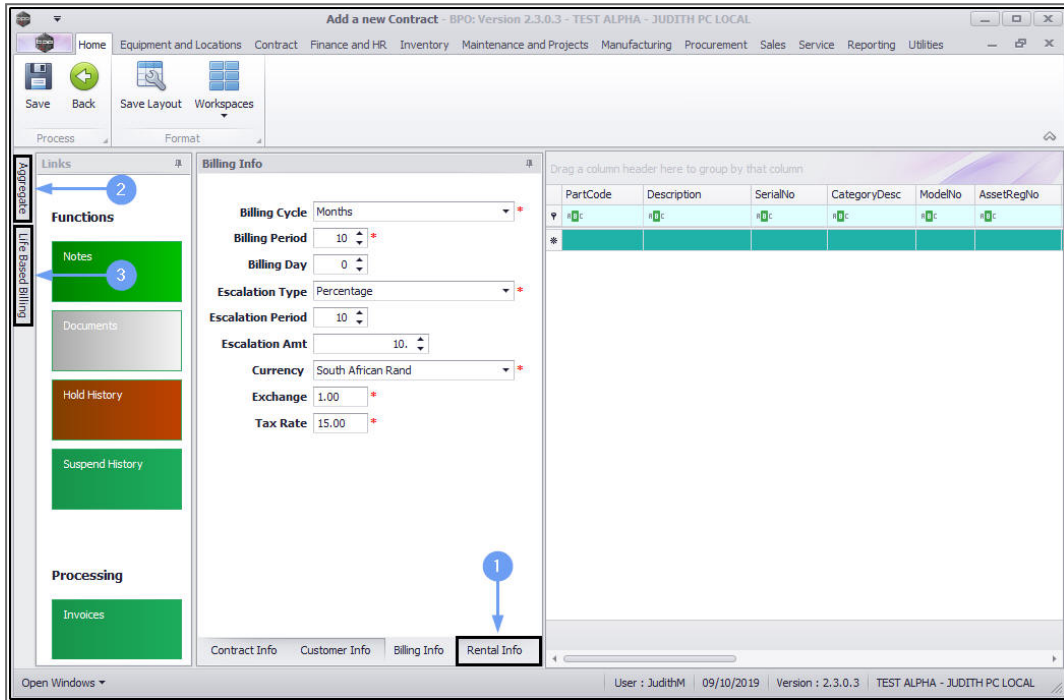 Add a new Contract - BPO: Version 2.3.0.3 - TEST ALPHA - JUDITH PC LOCAL
Home Equipment and Locations Contract Finance and HR Inventory Maintenance and Projects Manufacturing Procurement Sales Service Reporting Utilities
Save Back Save Layout Workspaces
Process Format
Aggregate
Life Based Billing
Links
2
Functions
Notes
3
Documents
Hold History
Suspend History
Processing
Invoices
Billing Info
Billing Cycle Months *
Billing Period 10 *
Billing Day 0
Escalation Type Percentage *
Escalation Period 10
Escalation Amt 10.
Currency South African Rand *
Exchange 1.00 *
Tax Rate 15.00 *
1
Contract Info Customer Info Billing Info Rental Info
Drag a column header here to group by that column
PartCode Description SerialNo CategoryDesc ModelNo AssetRegNo
Open Windows User : JudithM 09/10/2019 Version : 2.3.0.3 TEST ALPHA - JUDITH PC LOCAL